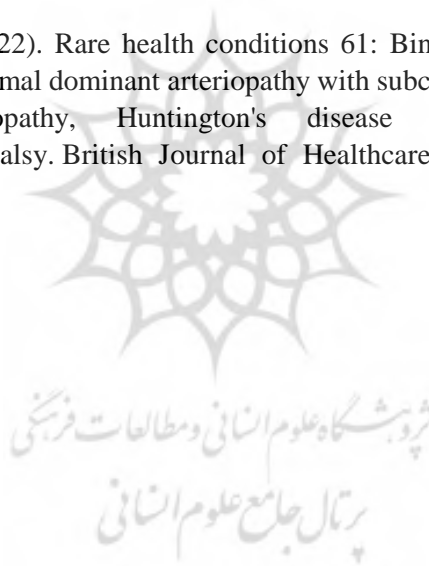 22). Rare health conditions 61: Bin
mal dominant arteriopathy with subc
opathy, Huntington's disease
alsy. British Journal of Healthcare
پژوهشگاه علوم انسانی و مطالعات فرهنگی
پرتال جامع علوم انسانی